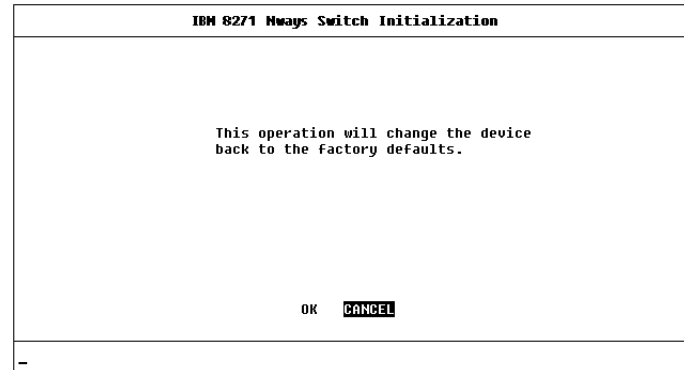 IBM 8271 Nways Switch Initialization
This operation will change the device
back to the factory defaults.
OK CANCEL